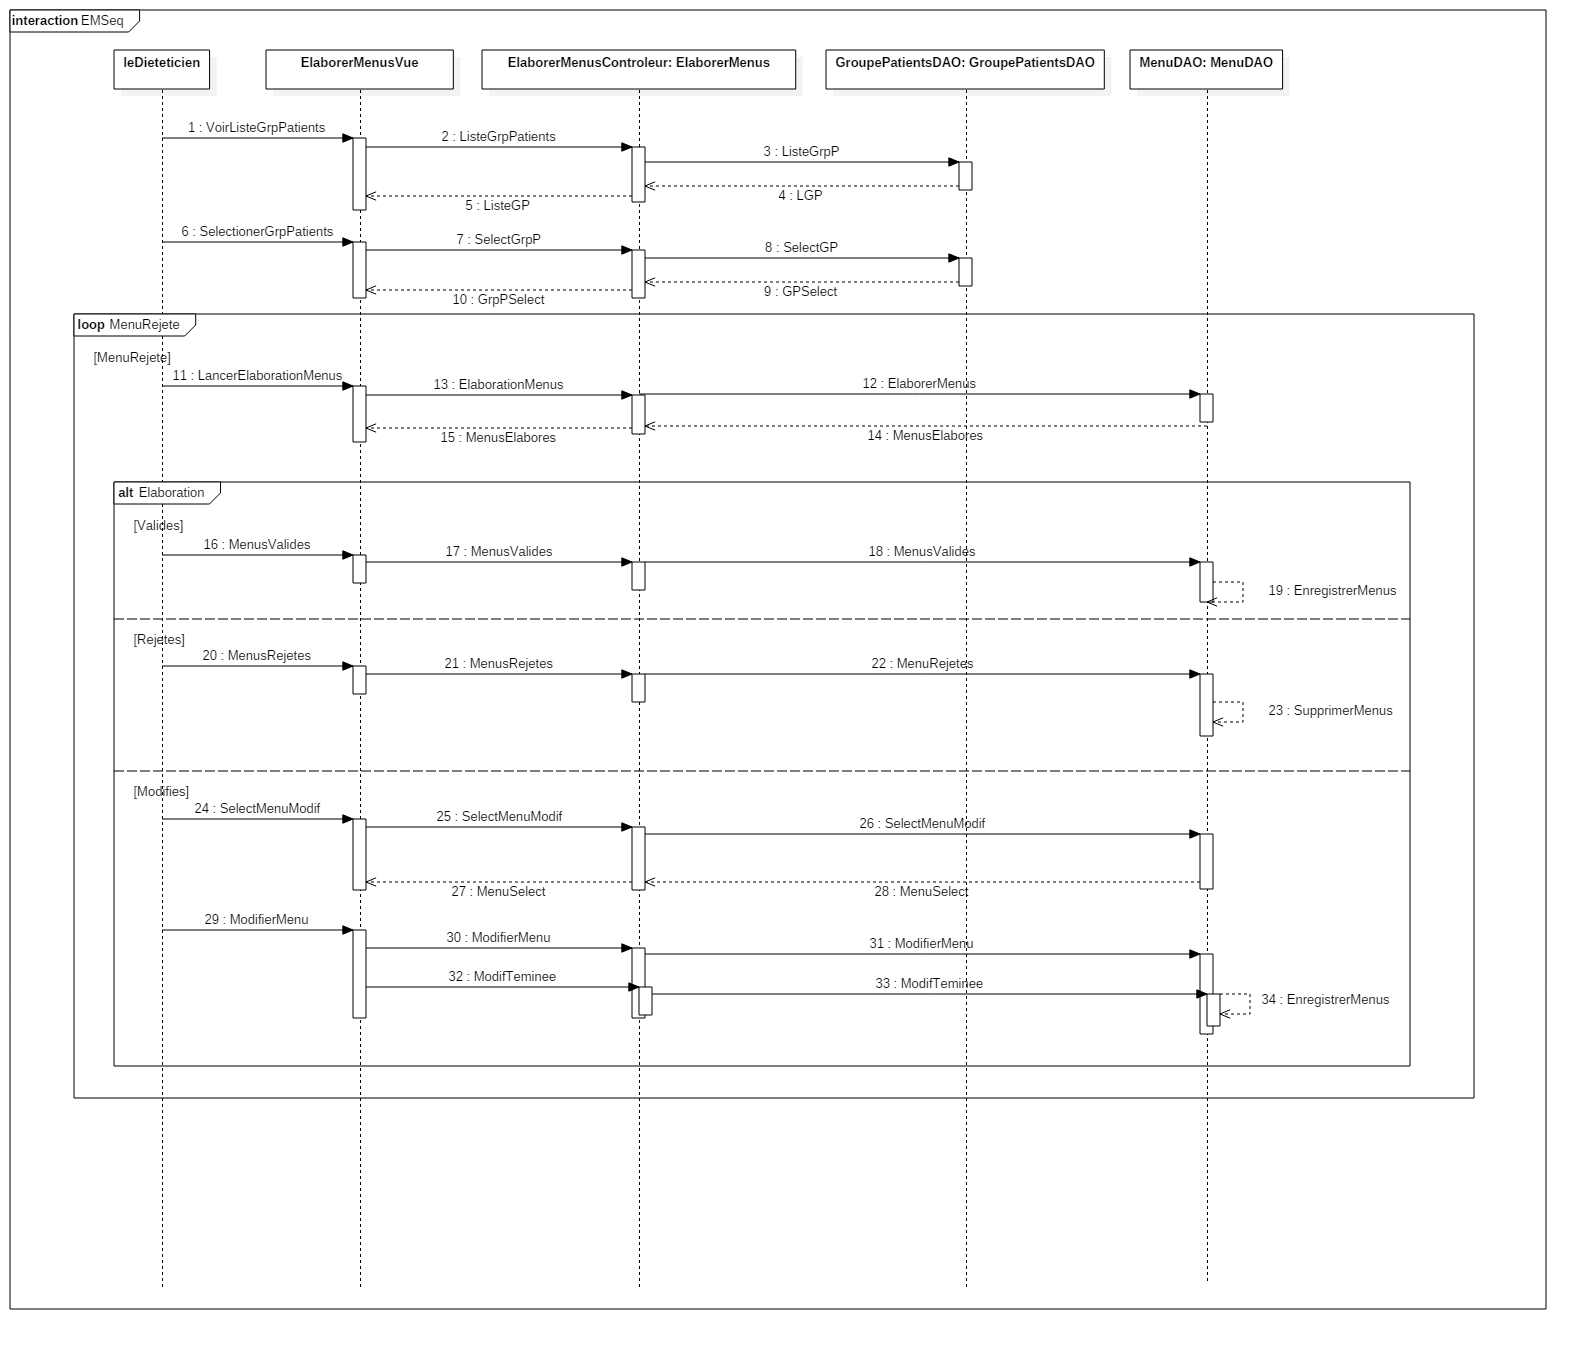 interaction EMSeq
leDieteticien
ElaborerMenusVue
ElaborerMenusControleur: ElaborerMenus
GroupePatientsDAO: GroupePatientsDAO
MenuDAO: MenuDAO
1 : VoirListeGrpPatients
2 : ListeGrpPatients
3 : ListeGrpP
4 : LGP
5 : ListeGP
6 : SelectionerGrpPatients
7 : SelectGrpP
8 : SelectGP
9 : GPSelect
10 : GrpPSelect
loop MenuRejete
[MenuRejete]
11 : LancerElaborationMenus
13 : ElaborationMenus
12 : ElaborerMenus
15 : MenusElabores
14 : MenusElabores
alt Elaboration
[Valides]
16 : MenusValides
17 : MenusValides
18 : MenusValides
19 : EnregistrerMenus
[Rejetes]
20 : MenusRejetes
21 : MenusRejetes
22 : MenuRejetes
23 : SupprimerMenus
[Modifies]
24 : SelectMenuModif
25 : SelectMenuModif
26 : SelectMenuModif
27 : MenuSelect
28 : MenuSelect
29 : ModifierMenu
30 : ModifierMenu
31 : ModifierMenu
32 : ModifTeminee
33 : ModifTeminee
34 : EnregistrerMenus